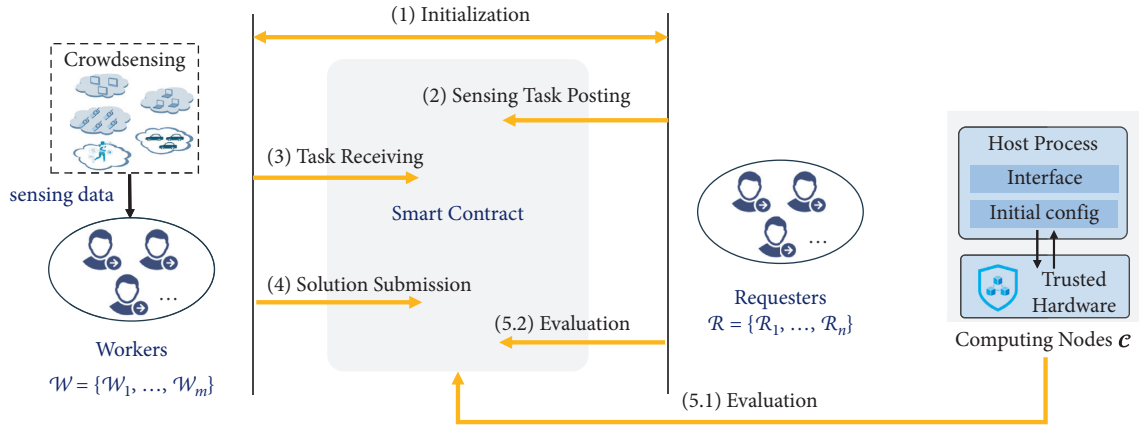 (1) Initialization
Crowdsensing
sensing data
Workers
𝒲 = {𝒲₁, …, 𝒲ₘ}
(2) Sensing Task Posting
(3) Task Receiving
Smart Contract
(4) Solution Submission
(5.2) Evaluation
(5.1) Evaluation
…
…
Requesters
ℛ = {ℛ₁, …, ℛₙ}
Host Process
Interface
Initial config
Trusted
Hardware
Computing Nodes 𝓒